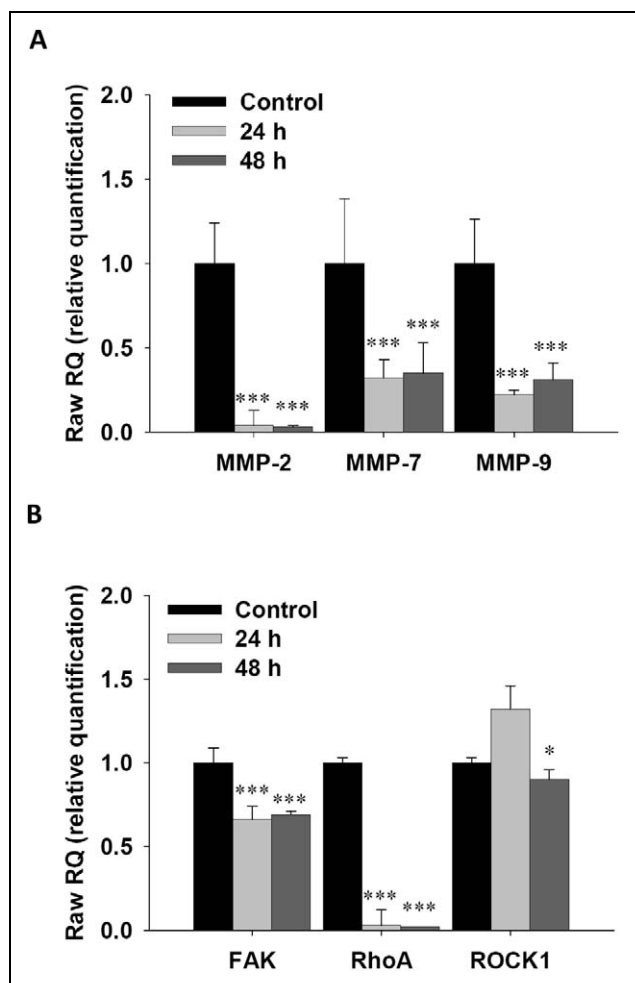 A
Raw RQ (relative quantification)
2.0
1.5
1.0
0.5
0.0
Control
24 h
48 h
*** ***
*** ***
*** ***
MMP-2 MMP-7 MMP-9
B
Raw RQ (relative quantification)
2.0
1.5
1.0
0.5
0.0
Control
24 h
48 h
*** ***
*** ***
*
FAK RhoA ROCK1